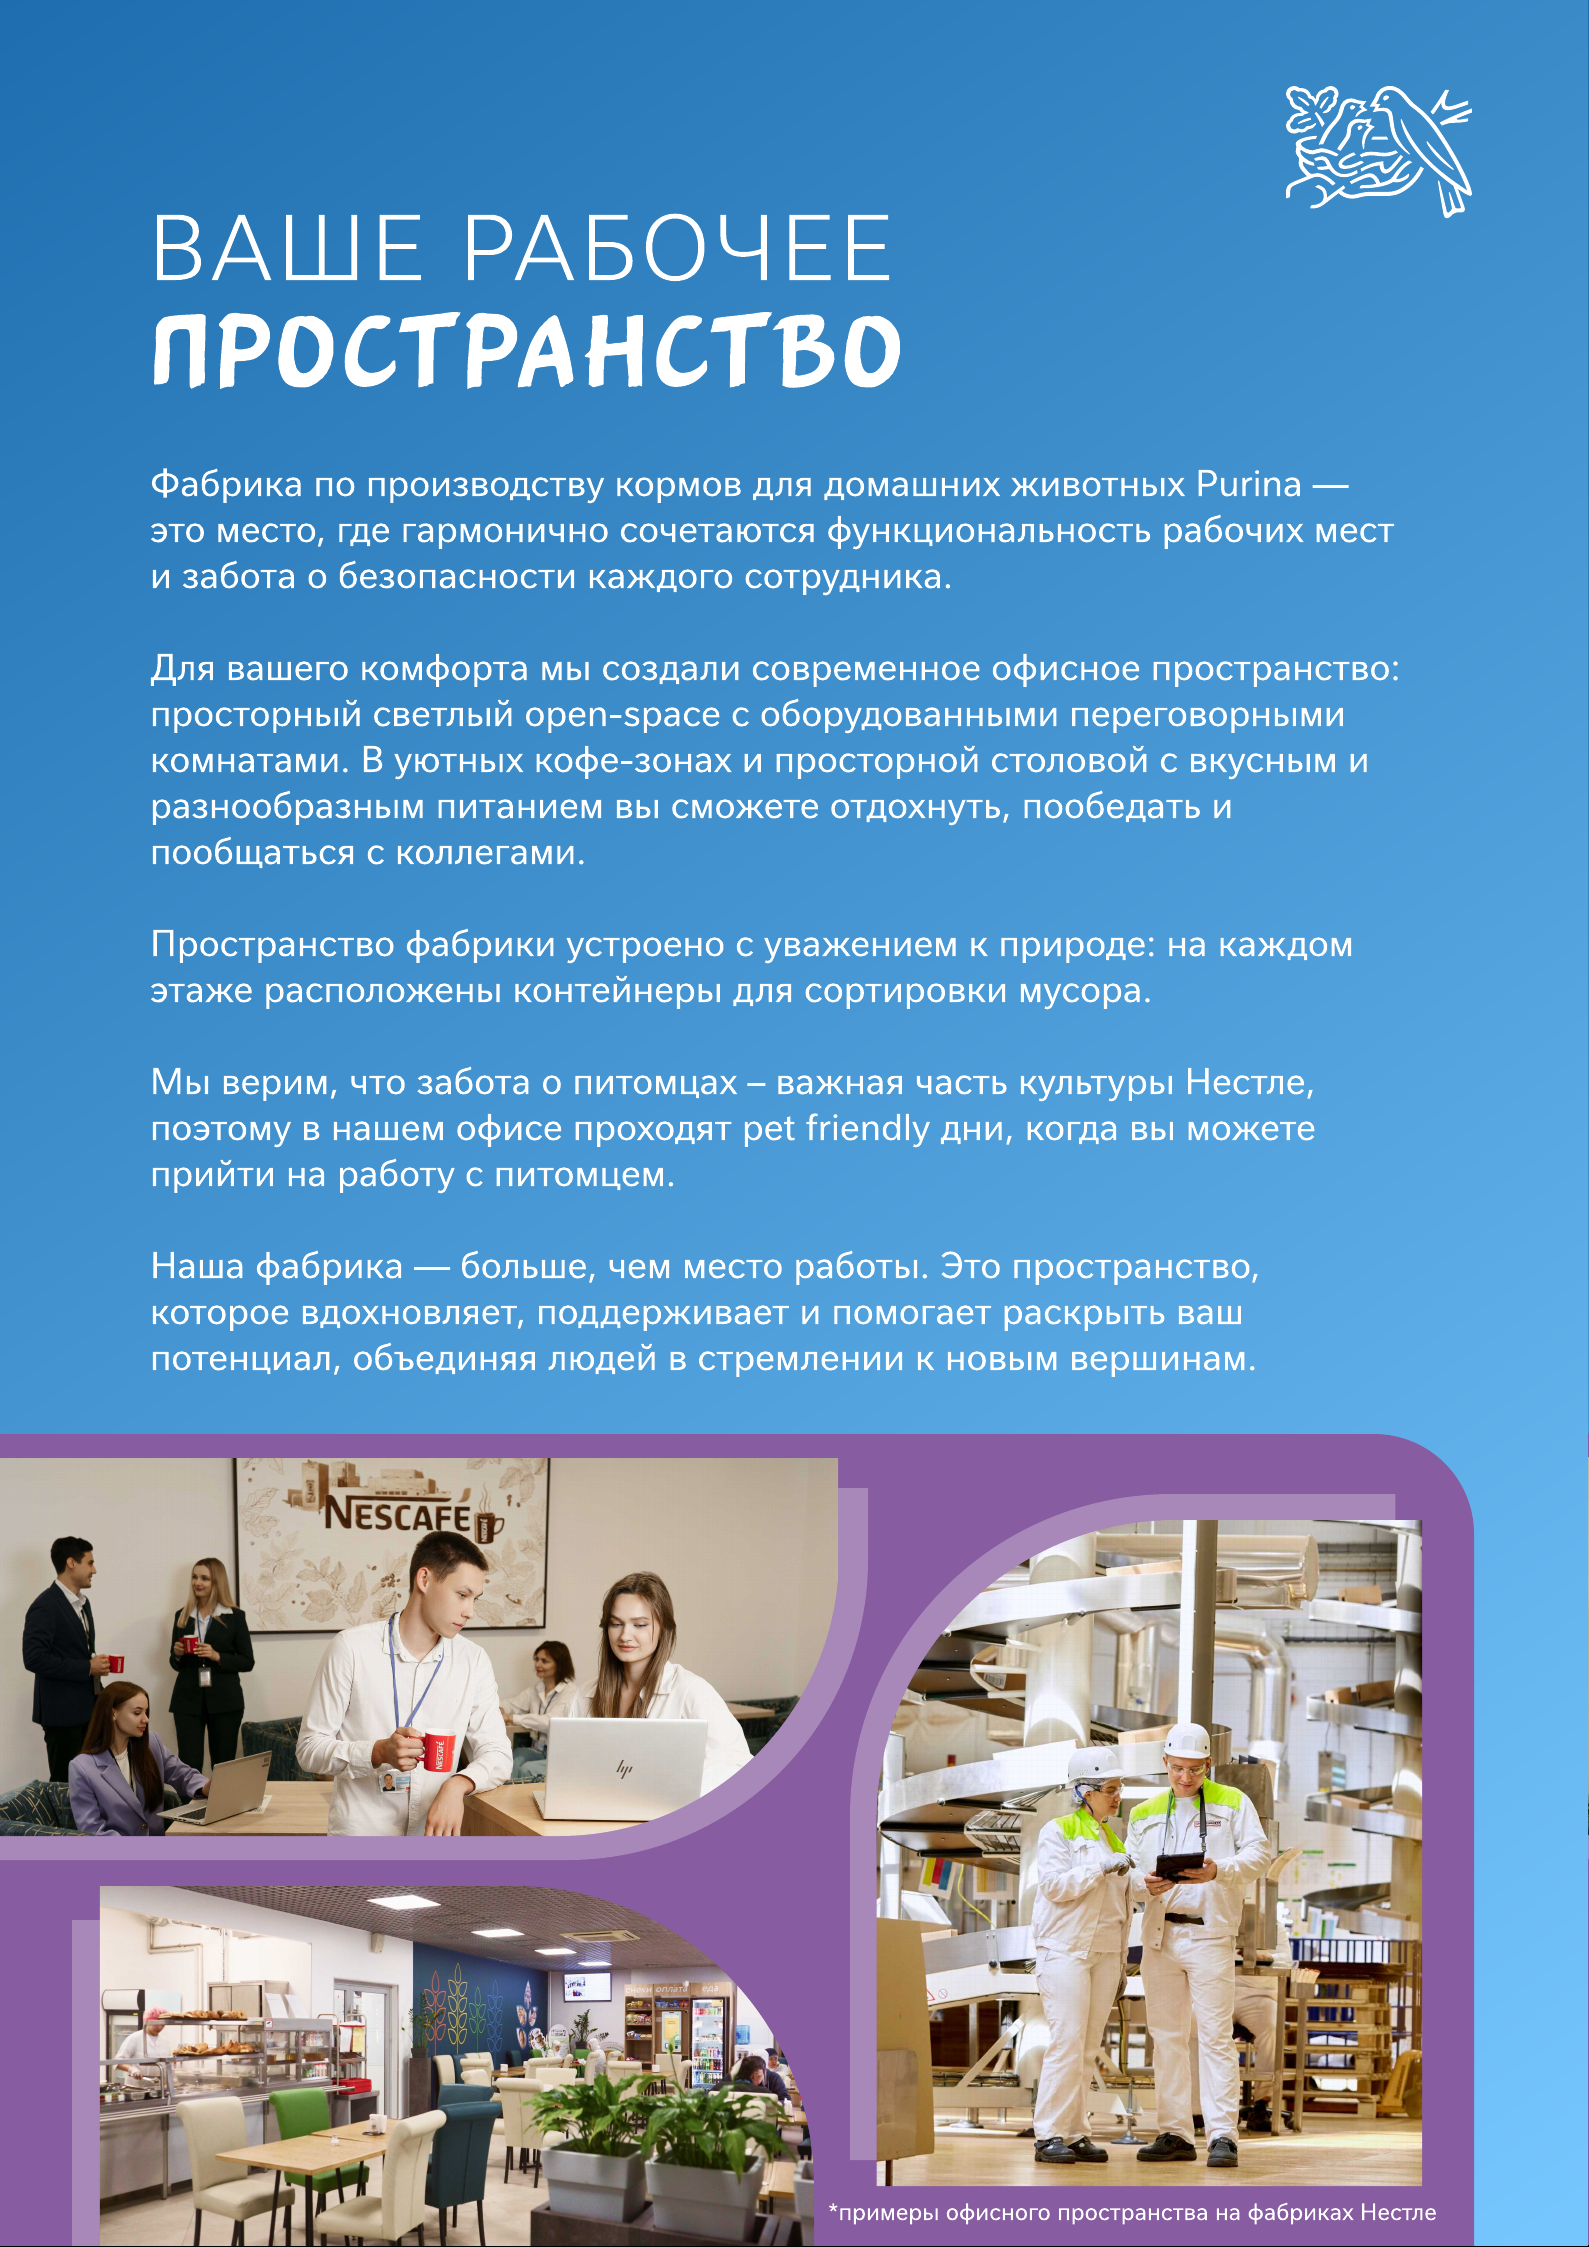 ВАШЕ РАБОЧЕЕ
ПРОСТРАНСТВО
Фабрика по производству кормов для домашних животных Purina —
это место, где гармонично сочетаются функциональность рабочих мест
и забота о безопасности каждого сотрудника.
Для вашего комфорта мы создали современное офисное пространство:
просторный светлый open-space с оборудованными переговорными
комнатами. В уютных кофе-зонах и просторной столовой с вкусным и
разнообразным питанием вы сможете отдохнуть, пообедать и
пообщаться с коллегами.
Пространство фабрики устроено с уважением к природе: на каждом
этаже расположены контейнеры для сортировки мусора.
Мы верим, что забота о питомцах – важная часть культуры Нестле,
поэтому в нашем офисе проходят pet friendly дни, когда вы можете
прийти на работу с питомцем.
Наша фабрика — больше, чем место работы. Это пространство,
которое вдохновляет, поддерживает и помогает раскрыть ваш
потенциал, объединяя людей в стремлении к новым вершинам.
NESCAFÉ
NESCAFÉ
hp
оплата еда
*примеры офисного пространства на фабриках Нестле